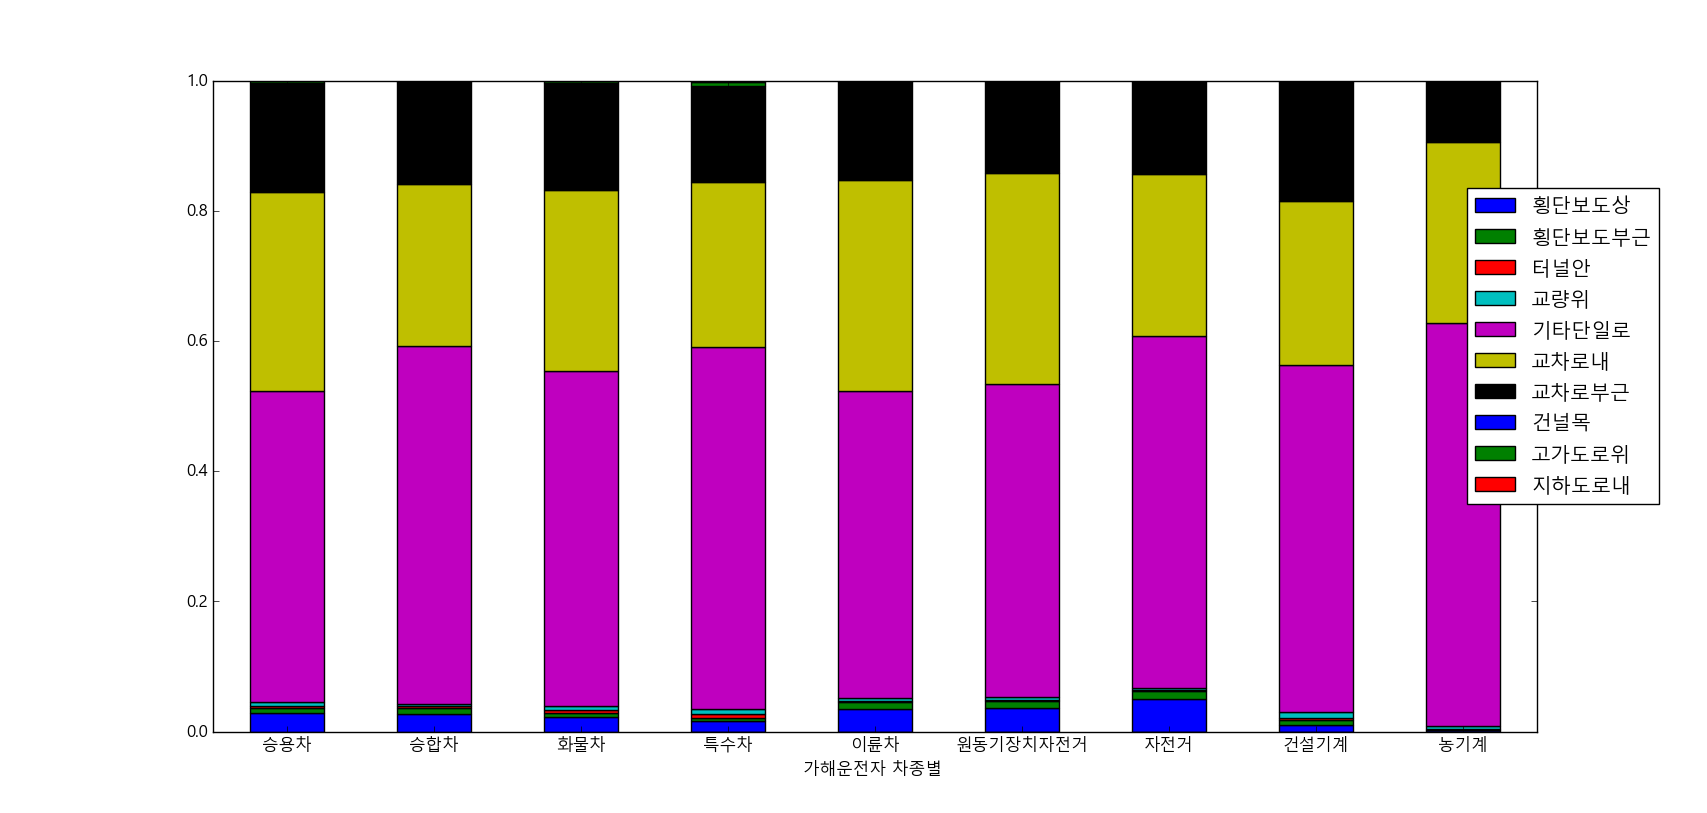 1.0
0.8
0.6
0.4
0.2
0.0
승용차 승합차 화물차 특수차 이륜차 원동기장치자전거 자전거 건설기계 농기계
가해운전자 차종별
횡단보도상
횡단보도부근
터널안
교량위
기타단일로
교차로내
교차로부근
건널목
고가도로위
지하도로내